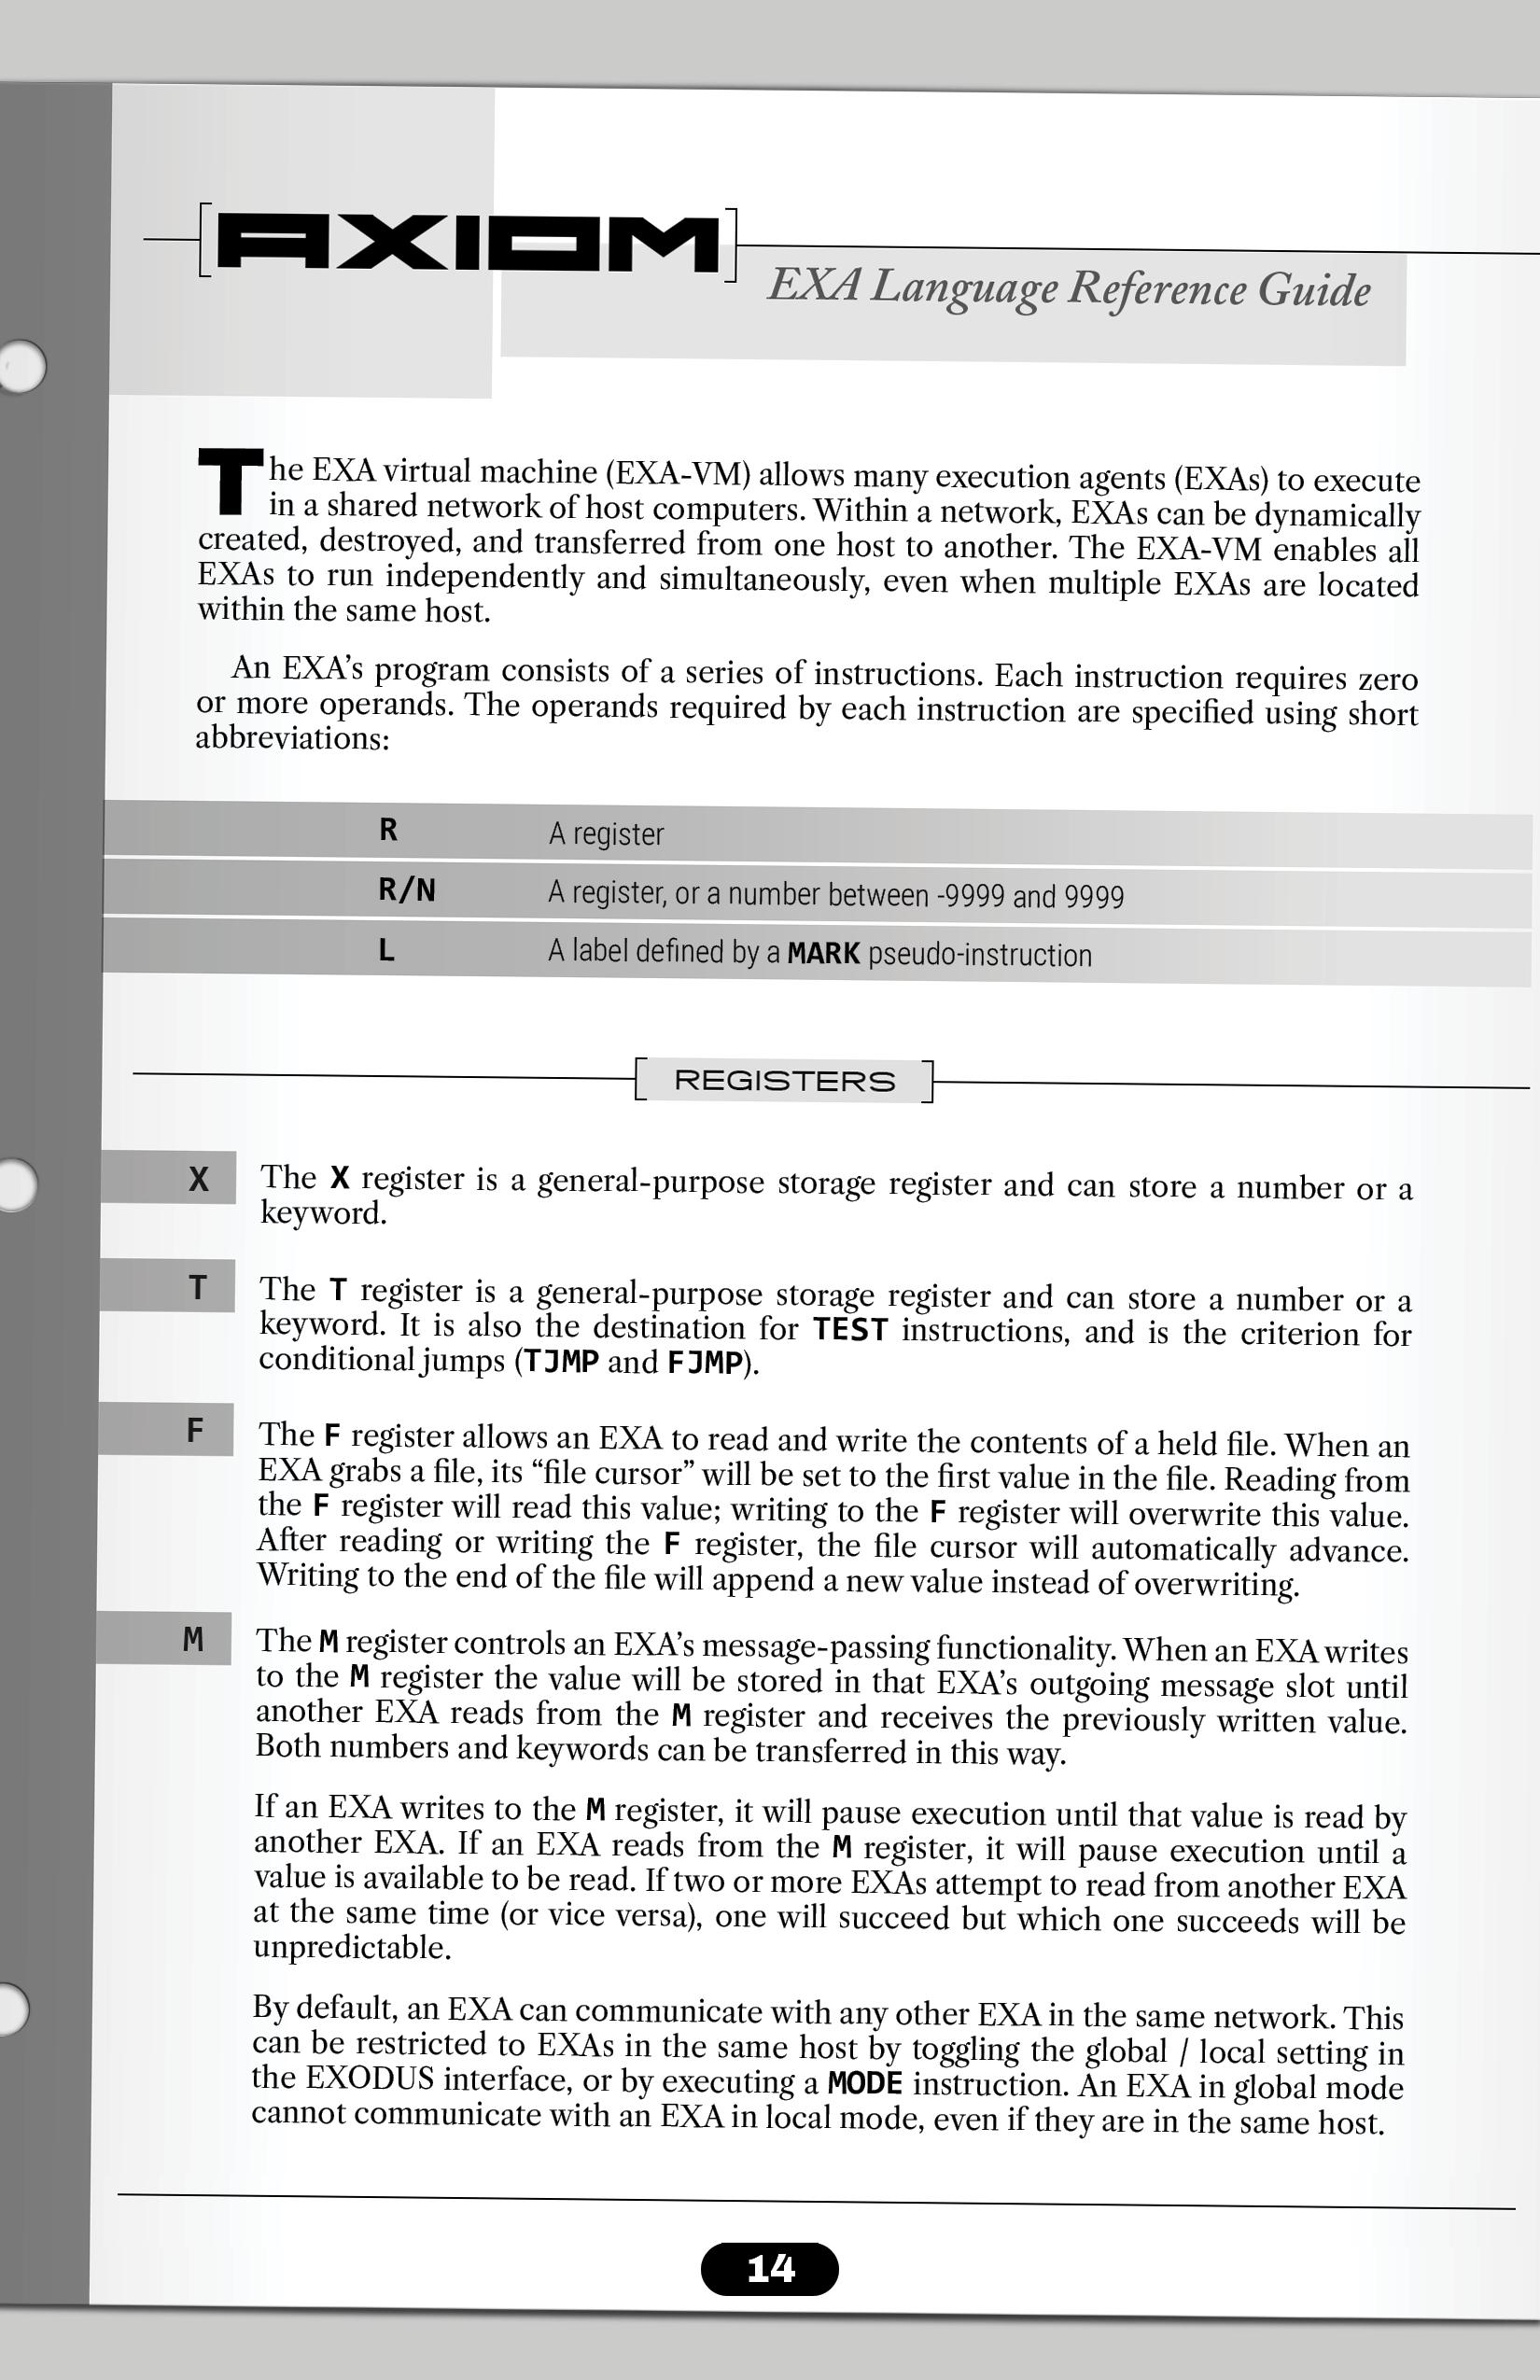 AXIOM
EXA Language Reference Guide
The EXA virtual machine (EXA-VM) allows many execution agents (EXAs) to execute
in a shared network of host computers. Within a network, EXAs can be dynamically
created, destroyed, and transferred from one host to another. The EXA-VM enables all
EXAs to run independently and simultaneously, even when multiple EXAs are located
within the same host.
An EXA’s program consists of a series of instructions. Each instruction requires zero
or more operands. The operands required by each instruction are specified using short
abbreviations:
R A register
R/N A register, or a number between -9999 and 9999
L A label defined by a MARK pseudo-instruction
REGISTERS
X The X register is a general-purpose storage register and can store a number or a
keyword.
T The T register is a general-purpose storage register and can store a number or a
keyword. It is also the destination for TEST instructions, and is the criterion for
conditional jumps (TJMP and FJMP).
F The F register allows an EXA to read and write the contents of a held file. When an
EXA grabs a file, its “file cursor” will be set to the first value in the file. Reading from
the F register will read this value; writing to the F register will overwrite this value.
After reading or writing the F register, the file cursor will automatically advance.
Writing to the end of the file will append a new value instead of overwriting.
M The M register controls an EXA’s message-passing functionality. When an EXA writes
to the M register the value will be stored in that EXA’s outgoing message slot until
another EXA reads from the M register and receives the previously written value.
Both numbers and keywords can be transferred in this way.
If an EXA writes to the M register, it will pause execution until that value is read by
another EXA. If an EXA reads from the M register, it will pause execution until a
value is available to be read. If two or more EXAs attempt to read from another EXA
at the same time (or vice versa), one will succeed but which one succeeds will be
unpredictable.
By default, an EXA can communicate with any other EXA in the same network. This
can be restricted to EXAs in the same host by toggling the global / local setting in
the EXODUS interface, or by executing a MODE instruction. An EXA in global mode
cannot communicate with an EXA in local mode, even if they are in the same host.
14